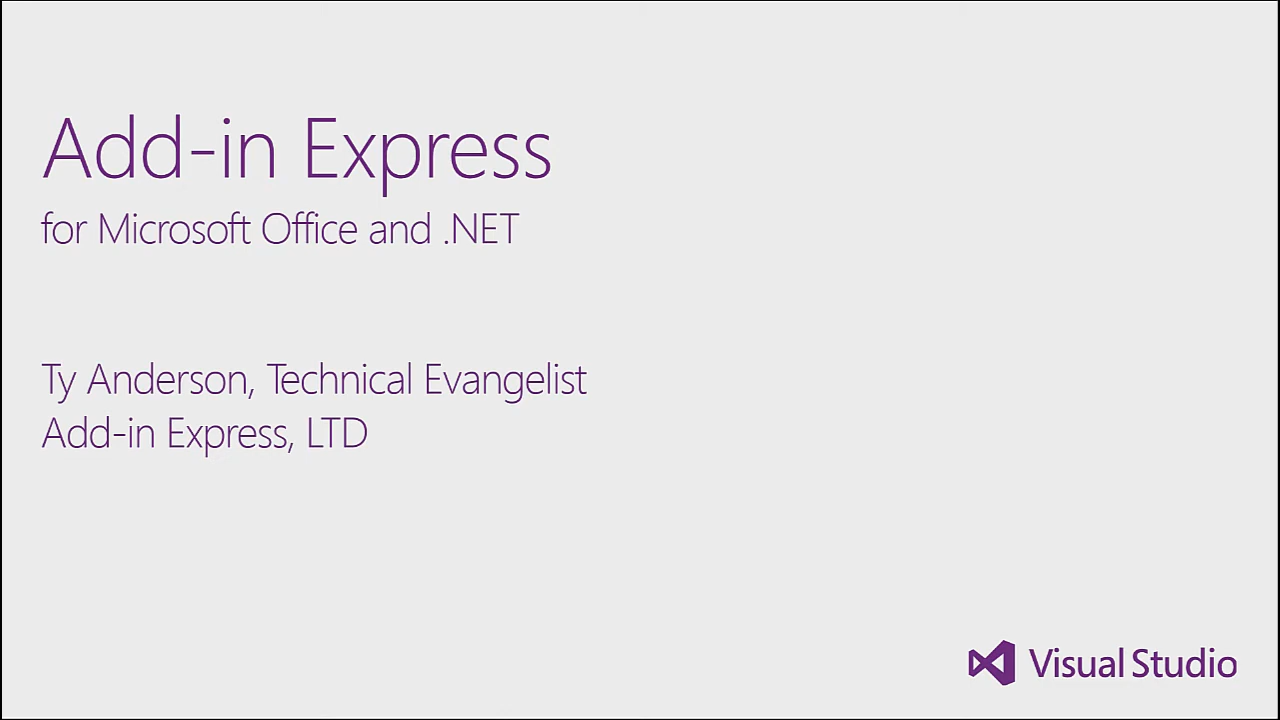 Add-in Express
for Microsoft Office and .NET
Ty Anderson, Technical Evangelist
Add-in Express, LTD
Visual Studio